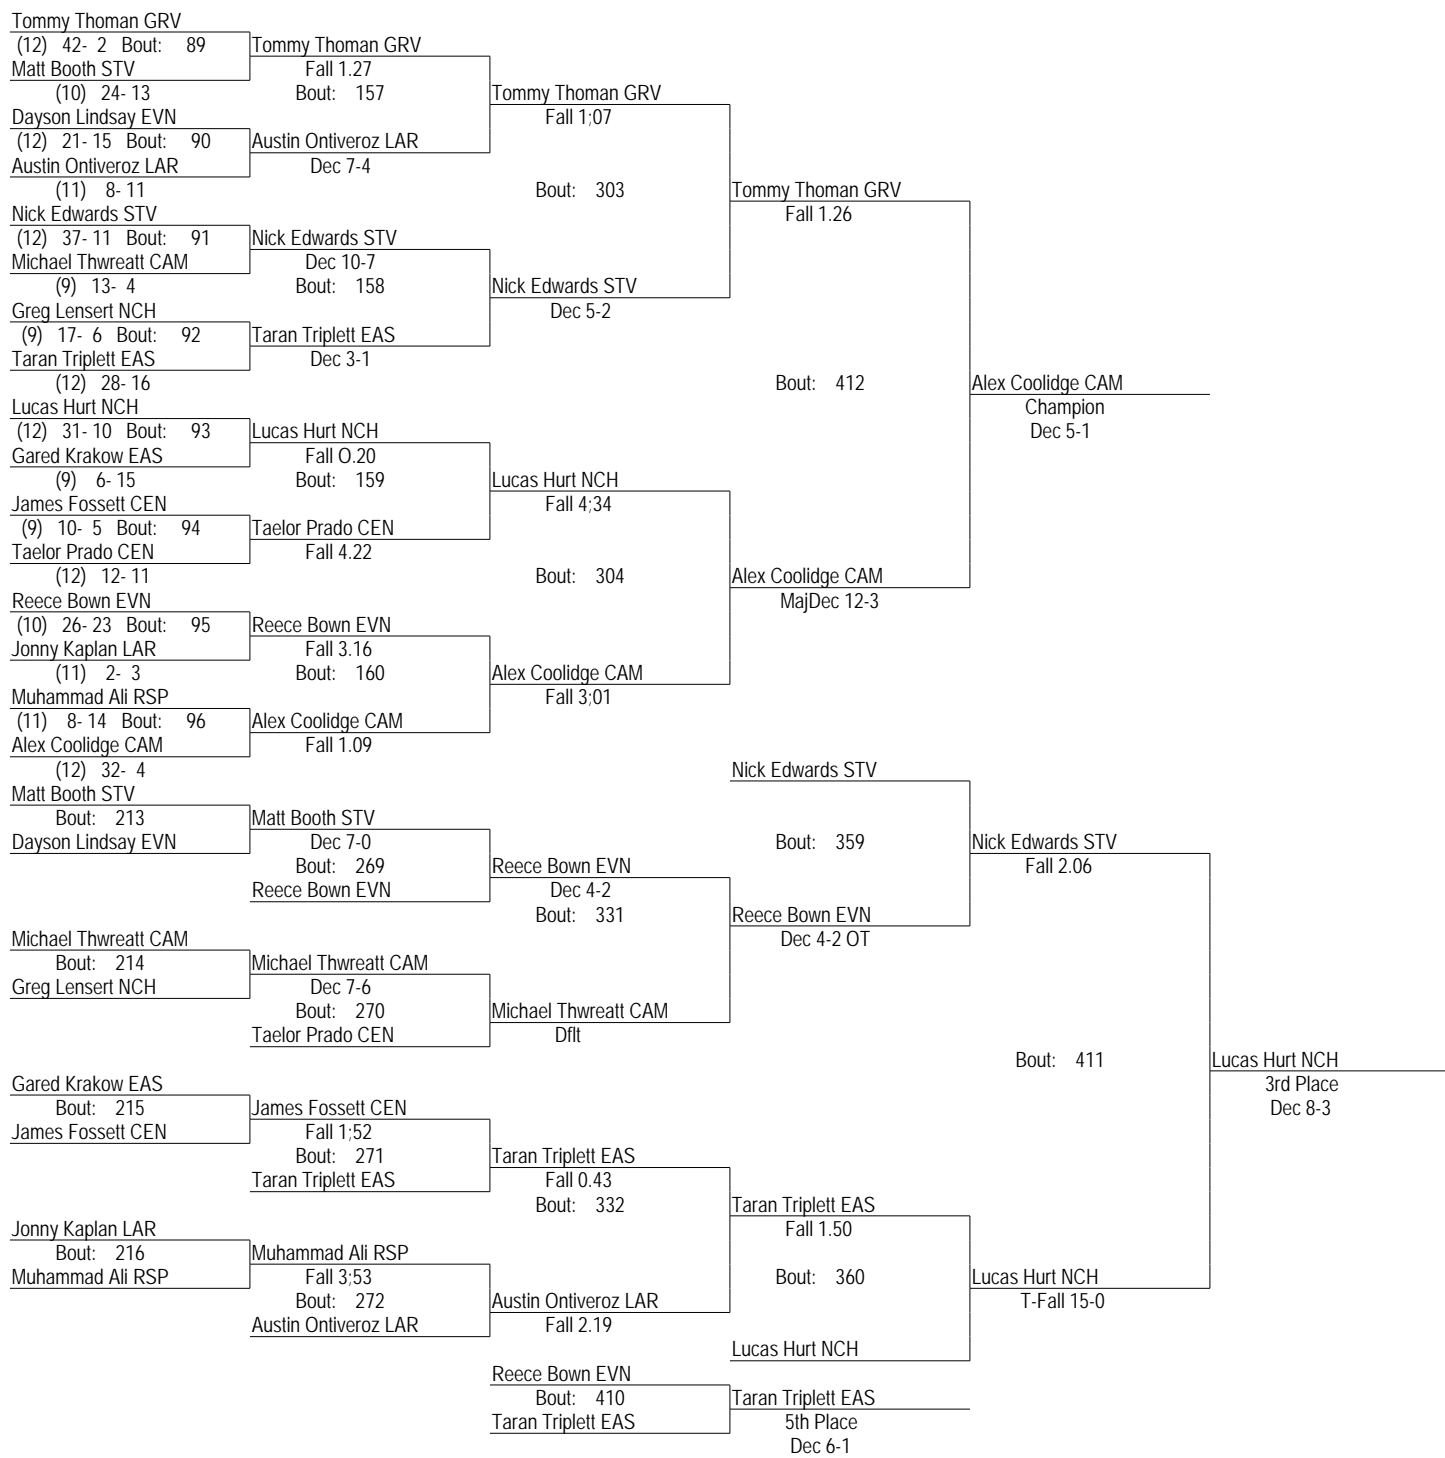 Tommy Thoman GRV
(12) 42- 2 Bout: 89 Tommy Thoman GRV
Matt Booth STV Fall 1.27
(10) 24- 13 Bout: 157 Tommy Thoman GRV
Dayson Lindsay EVN Fall 1;07
(12) 21- 15 Bout: 90 Austin Ontiveroz LAR
Austin Ontiveroz LAR Dec 7-4
(11) 8- 11 Bout: 303 Tommy Thoman GRV
Nick Edwards STV Fall 1.26
(12) 37- 11 Bout: 91 Nick Edwards STV
Michael Thwreatt CAM Dec 10-7
(9) 13- 4 Bout: 158 Nick Edwards STV
Greg Lensert NCH Dec 5-2
(9) 17- 6 Bout: 92 Taran Triplett EAS
Taran Triplett EAS Dec 3-1
(12) 28- 16 Bout: 412 Alex Coolidge CAM
Lucas Hurt NCH Champion
(12) 31- 10 Bout: 93 Lucas Hurt NCH Dec 5-1
Gared Krakow EAS Fall O.20
(9) 6- 15 Bout: 159 Lucas Hurt NCH
James Fossett CEN Fall 4;34
(9) 10- 5 Bout: 94 Taelor Prado CEN
Taelor Prado CEN Fall 4.22
(12) 12- 11 Bout: 304 Alex Coolidge CAM
Reece Bown EVN MajDec 12-3
(10) 26- 23 Bout: 95 Reece Bown EVN
Jonny Kaplan LAR Fall 3.16
(11) 2- 3 Bout: 160 Alex Coolidge CAM
Muhammad Ali RSP Fall 3;01
(11) 8- 14 Bout: 96 Alex Coolidge CAM
Alex Coolidge CAM Fall 1.09
(12) 32- 4 Nick Edwards STV
Matt Booth STV
Bout: 213 Matt Booth STV
Dayson Lindsay EVN Dec 7-0 Bout: 359 Nick Edwards STV
Bout: 269 Reece Bown EVN Fall 2.06
Reece Bown EVN Dec 4-2
Bout: 331 Reece Bown EVN
Michael Thwreatt CAM Dec 4-2 OT
Bout: 214 Michael Thwreatt CAM
Greg Lensert NCH Dec 7-6
Bout: 270 Michael Thwreatt CAM
Taelor Prado CEN Dflt
Bout: 411 Lucas Hurt NCH
Gared Krakow EAS 3rd Place
Bout: 215 James Fossett CEN Dec 8-3
James Fossett CEN Fall 1;52
Bout: 271 Taran Triplett EAS
Taran Triplett EAS Fall 0.43
Bout: 332 Taran Triplett EAS
Jonny Kaplan LAR Fall 1.50
Bout: 216 Muhammad Ali RSP
Muhammad Ali RSP Fall 3;53 Bout: 360 Lucas Hurt NCH
Bout: 272 Austin Ontiveroz LAR T-Fall 15-0
Austin Ontiveroz LAR Fall 2.19
Lucas Hurt NCH
Reece Bown EVN
Bout: 410 Taran Triplett EAS
Taran Triplett EAS 5th Place
Dec 6-1